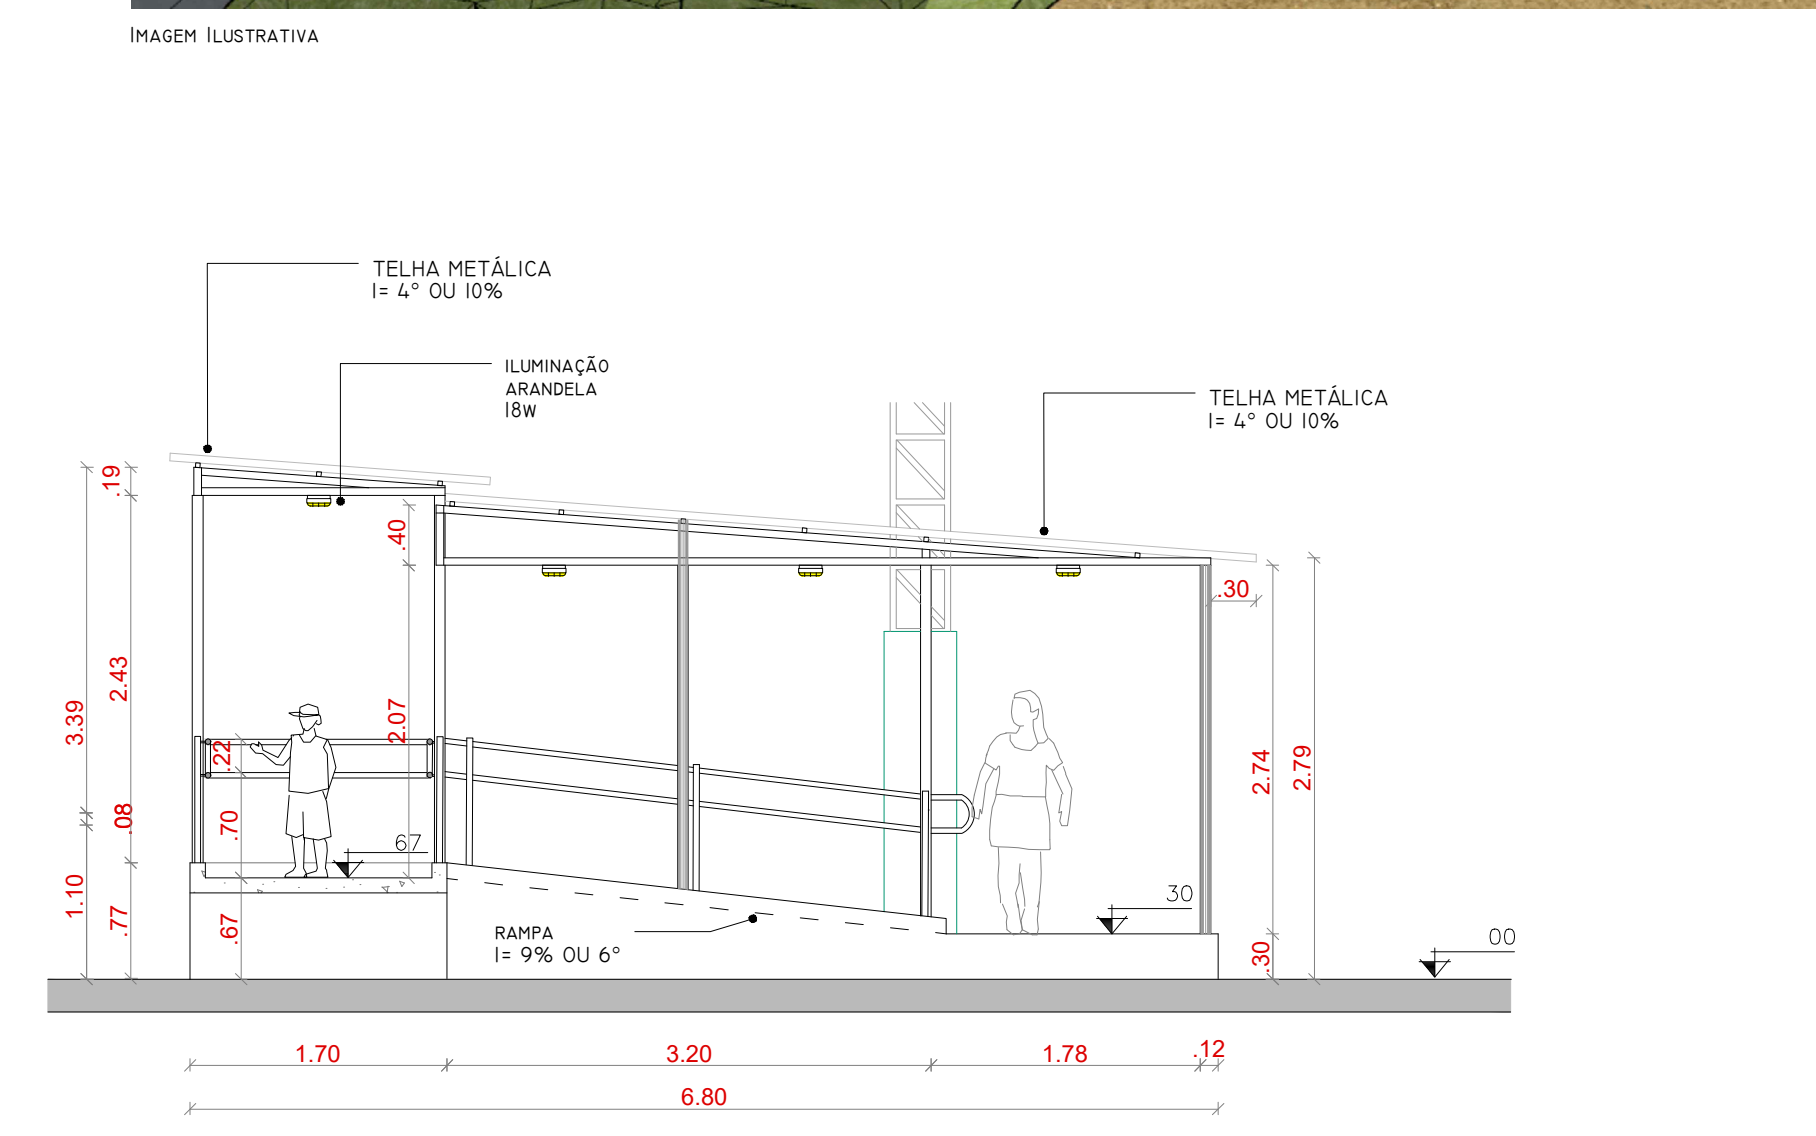 IMAGEM ILUSTRATIVA
TELHA METÁLICA
I= 4° OU 10%
ILUMINAÇÃO
ARANDELA
18W
TELHA METÁLICA
I= 4° OU 10%
.19
.40
.30
2.43
3.39
2.07
.22
2.74
2.79
.08
.70
67
1.10
.77
.67
30
RAMPA
I= 9% OU 6°
.30
00
1.70
3.20
1.78
.12
6.80